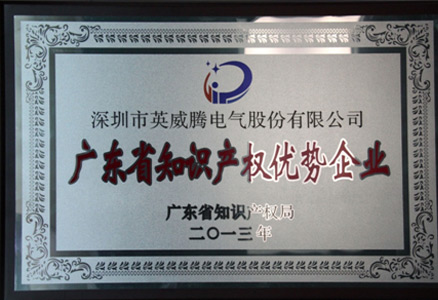 深圳市英威腾电气股份有限公司
广东省知识产权优势企业
广东省知识产权局
二〇一三年